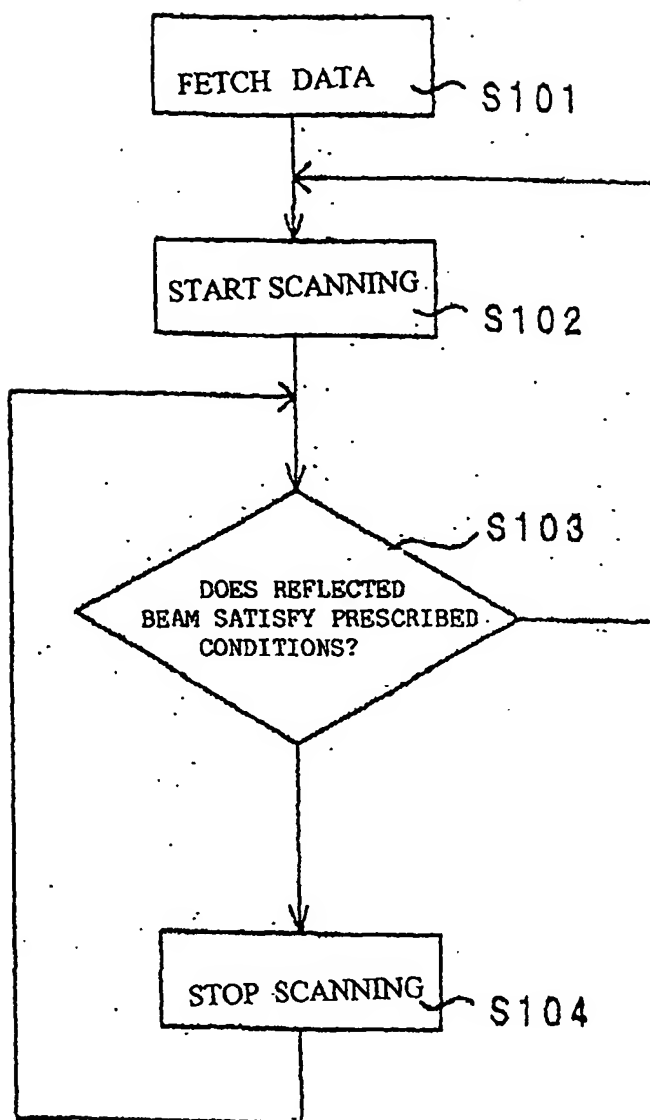 FETCH DATA
S101
START SCANNING
S102
S103
DOES REFLECTED
BEAM SATISFY PRESCRIBED
CONDITIONS?
STOP SCANNING
S104